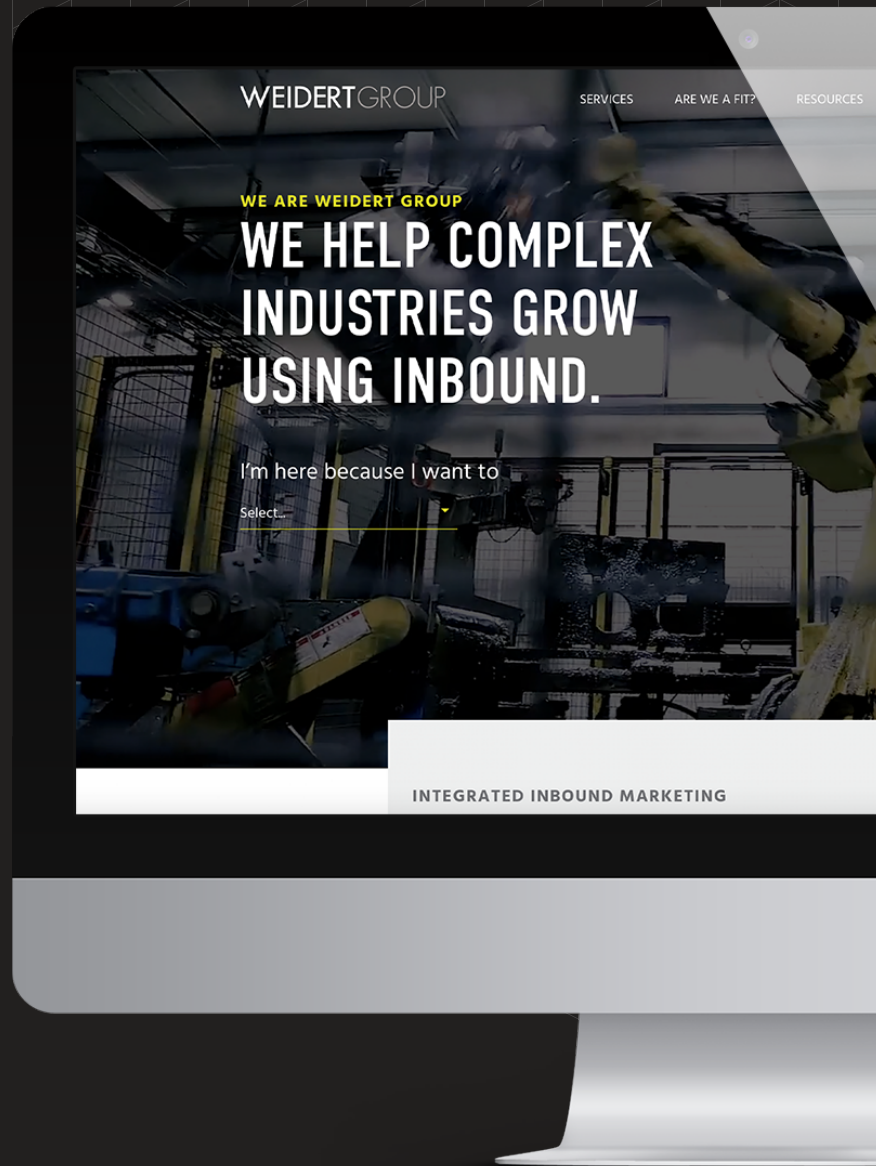 WEIDERTGROUP
SERVICES ARE WE A FIT? RESOURCES
WE ARE WEIDERT GROUP
WE HELP COMPLEX
INDUSTRIES GROW
USING INBOUND.
I'm here because I want to
Select...
INTEGRATED INBOUND MARKETING